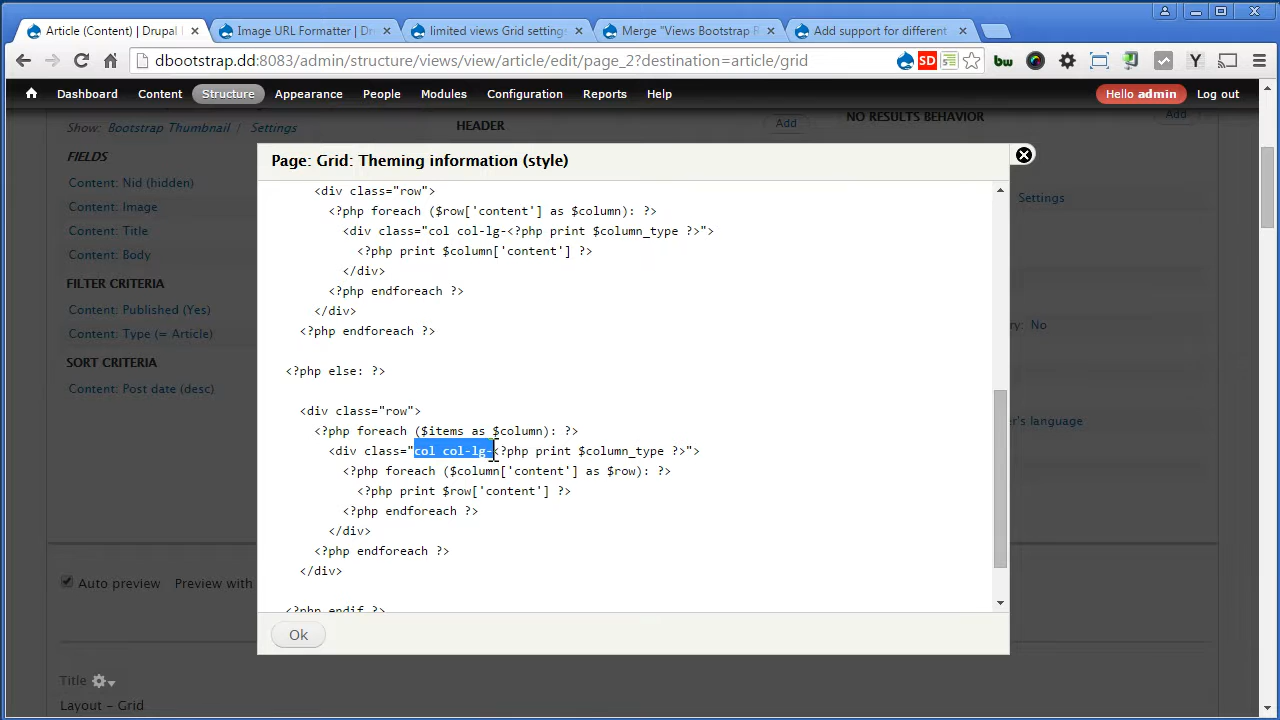 Article (Content) | Drupal
Image URL Formatter | Dr
limited views Grid setting
Merge "Views Bootstrap R
Add support for different
dbootstrap.dd:8083/admin/structure/views/view/article/edit/page_2?destination=article/grid
SD
bw
Y
Dashboard Content Structure Appearance People Modules Configuration Reports Help
Hello admin Log out
Show: Bootstrap Thumbnail | Settings
HEADER
Add
NO RESULTS BEHAVIOR
Add
FIELDS
Content: Nid (hidden)
Content: Image
Content: Title
Content: Body
FILTER CRITERIA
Content: Published (Yes)
Content: Type (= Article)
SORT CRITERIA
Content: Post date (desc)
Page: Grid: Theming information (style)
<div class="row">
<?php foreach ($row['content'] as $column): ?>
<div class="col col-lg-<?php print $column_type ?>">
<?php print $column['content'] ?>
</div>
<?php endforeach ?>
</div>
<?php endforeach ?>
<?php else: ?>
<div class="row">
<?php foreach ($items as $column): ?>
<div class="col col-lg-<?php print $column_type ?>">
<?php foreach ($column['content'] as $row): ?>
<?php print $row['content'] ?>
<?php endforeach ?>
</div>
<?php endforeach ?>
</div>
<?php endif ?>
Ok
Settings
No
language
Auto preview Preview with
Title
Layout - Grid